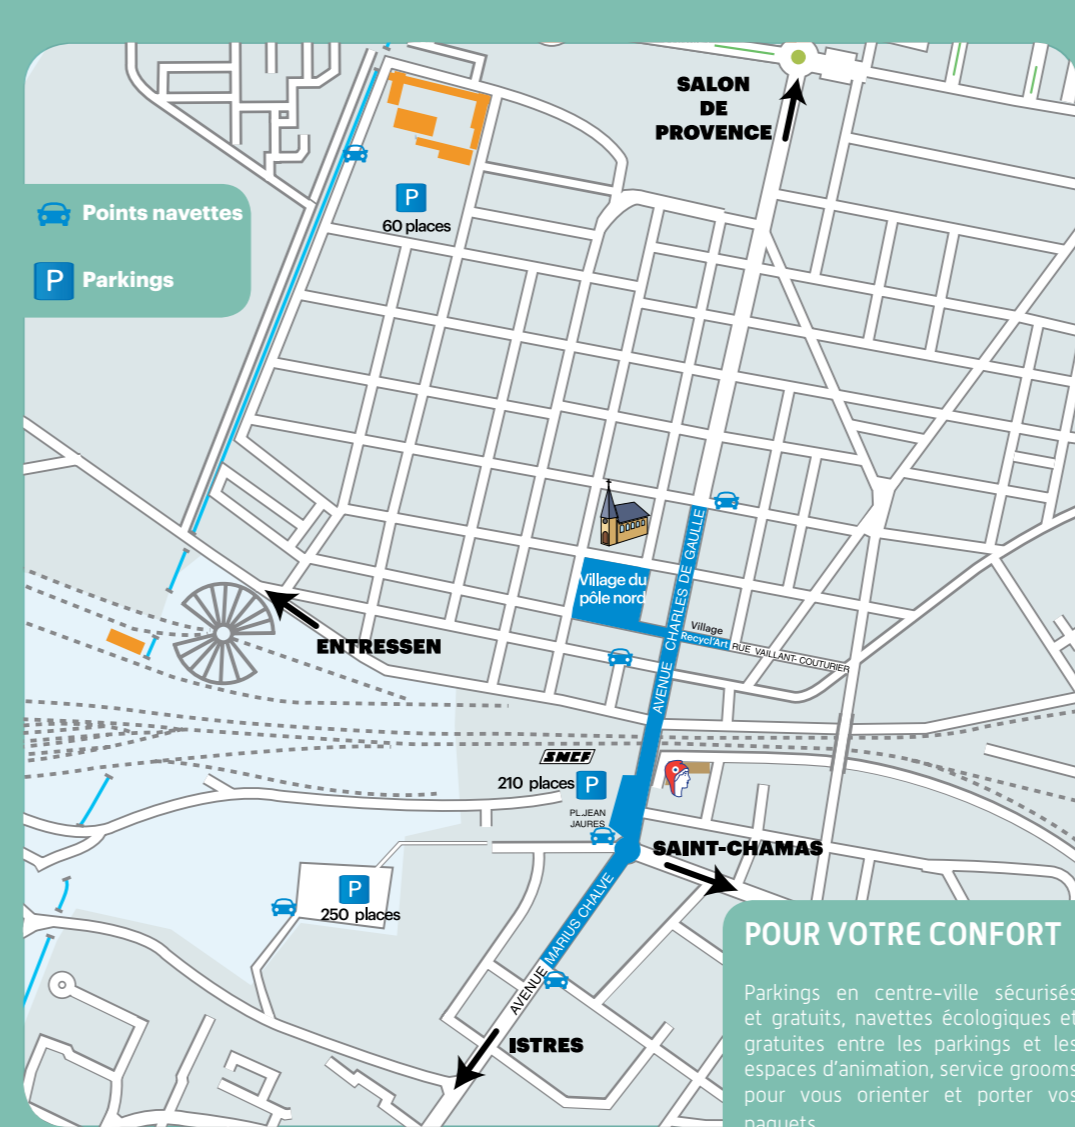 SALON
DE
PROVENCE
P
60 places
Points navettes
P
Parkings
Village du
pôle nord
AVENUE CHARLES DE GAULLE
Village
Recycl'Art
RUE VAILLANT-COUTURIER
ENTRESSEN
SNCF
210 places
P
PL.JEAN
JAURES
SAINT-CHAMAS
P
250 places
AVENUE MARIUS CHALVE
ISTRES
POUR VOTRE CONFORT
Parkings en centre-ville sécurisés
et gratuits, navettes écologiques et
gratuites entre les parkings et les
espaces d'animation, service grooms
pour vous orienter et porter vos
paquets